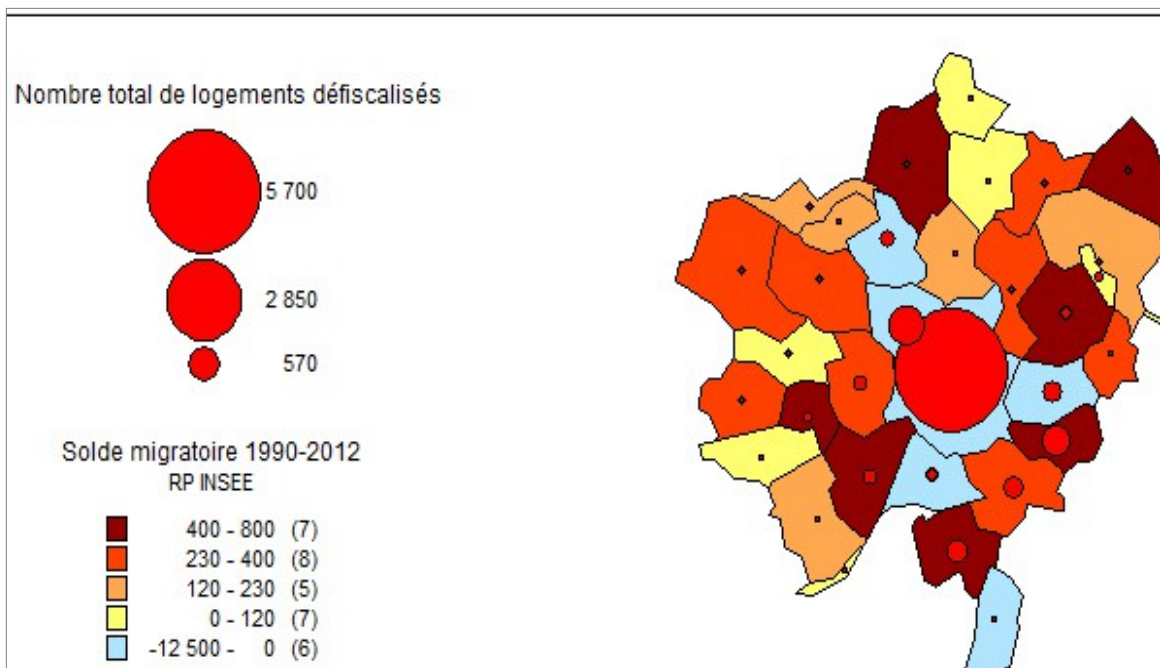 Nombre total de logements défiscalisés
5 700
2 850
570
Solde migratoire 1990-2012
RP INSEE
400 - 800 (7)
230 - 400 (8)
120 - 230 (5)
0 - 120 (7)
-12 500 - 0 (6)